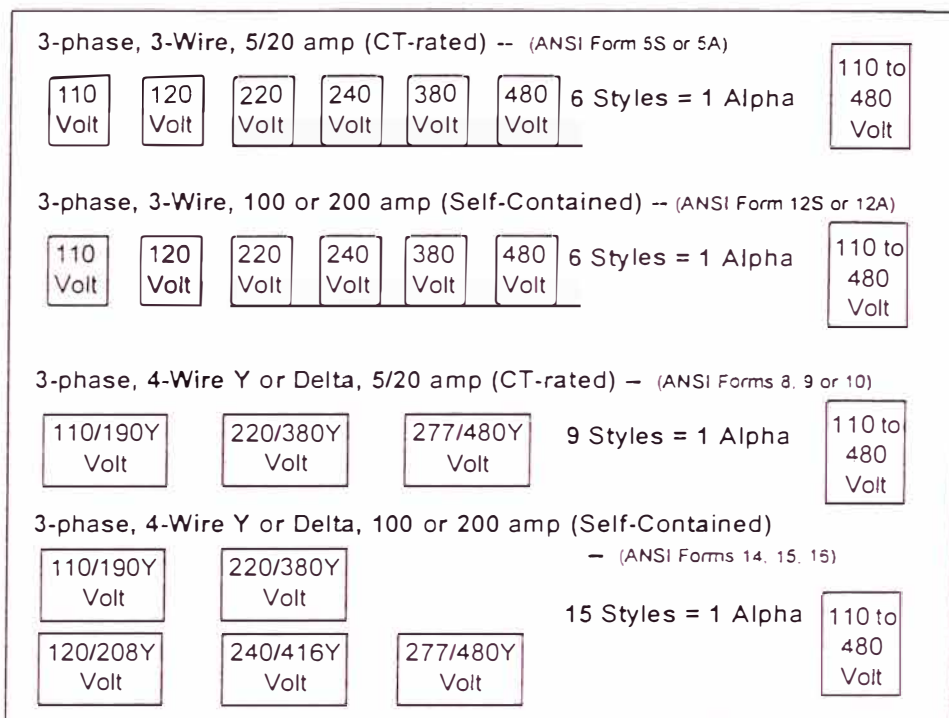 3-phase, 3-Wire, 5/20 amp (CT-rated) -- (ANSI Form 5S or 5A)
110 Volt
120 Volt
220 Volt
240 Volt
380 Volt
480 Volt
6 Styles = 1 Alpha
110 to 480 Volt
3-phase, 3-Wire, 100 or 200 amp (Self-Contained) -- (ANSI Form 12S or 12A)
110 Volt
120 Volt
220 Volt
240 Volt
380 Volt
480 Volt
6 Styles = 1 Alpha
110 to 480 Volt
3-phase, 4-Wire Y or Delta, 5/20 amp (CT-rated) – (ANSI Forms 8, 9 or 10)
110/190Y Volt
220/380Y Volt
277/480Y Volt
9 Styles = 1 Alpha
110 to 480 Volt
3-phase, 4-Wire Y or Delta, 100 or 200 amp (Self-Contained)
– (ANSI Forms 14, 15, 16)
110/190Y Volt
220/380Y Volt
15 Styles = 1 Alpha
110 to 480 Volt
120/208Y Volt
240/416Y Volt
277/480Y Volt